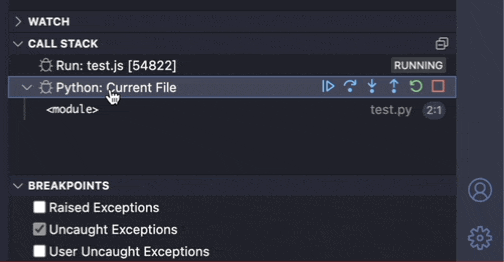 WATCH
CALL STACK
Run: test.js [54822] RUNNING
Python: Current File
<module> test.py 2:1
BREAKPOINTS
Raised Exceptions
Uncaught Exceptions
User Uncaught Exceptions